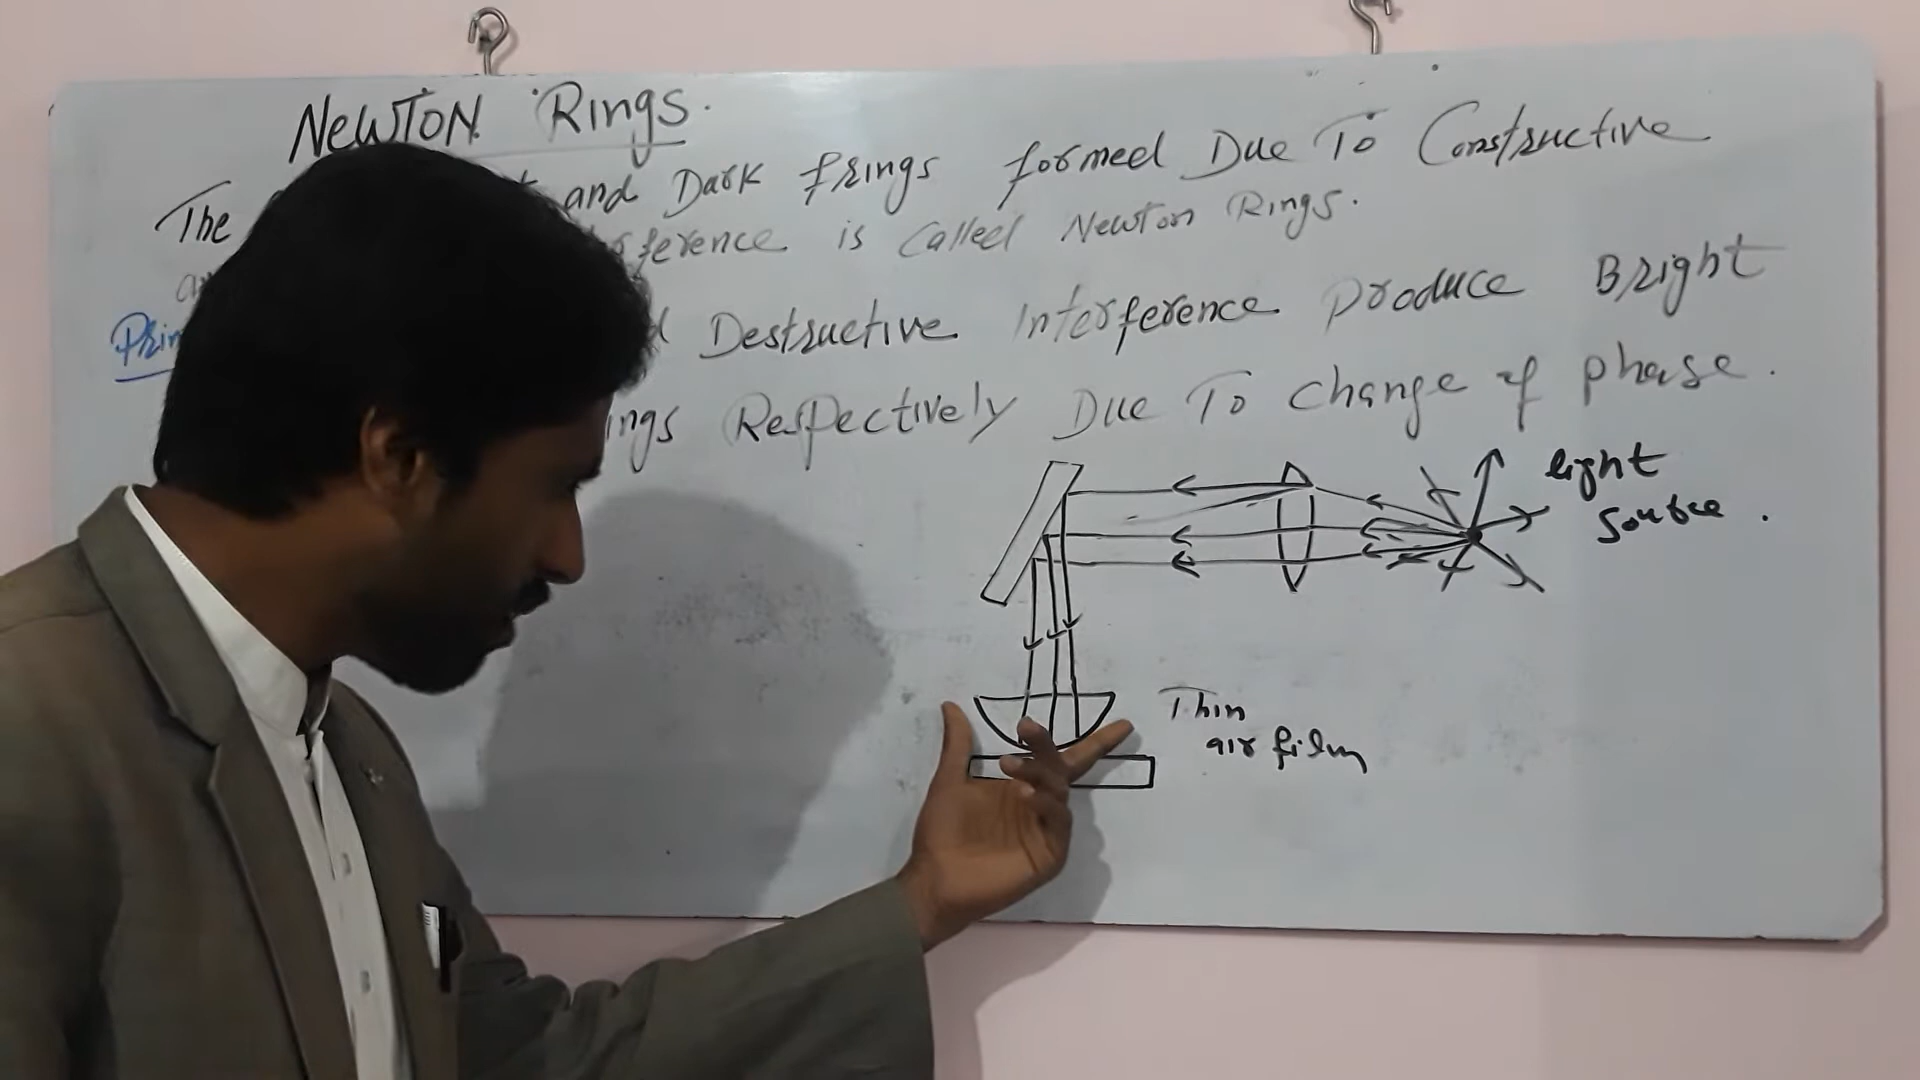 NEWTON Rings.
The and Dark frings formed Due To Constructive
ference is Called Newton Rings.
Prin Destructive Interference Produce Bright
ings Respectively Due To Change of phase.
light
Source.
Thin
air film